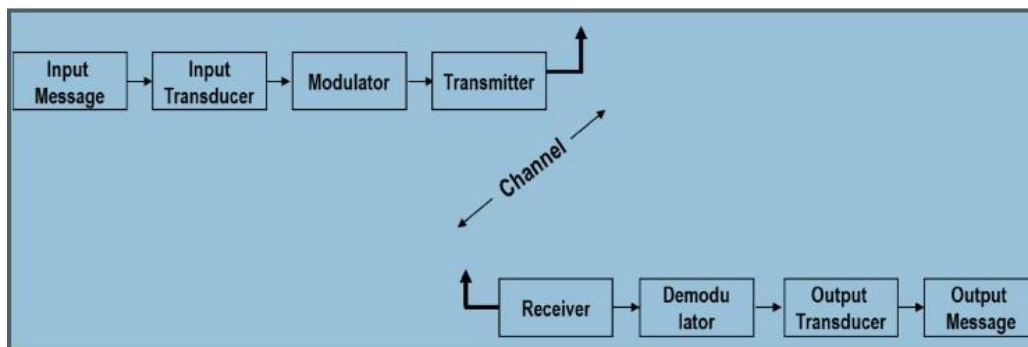 Input
Message
Input
Transducer
Modulator
Transmitter
Channel
Receiver
Demodu
lator
Output
Transducer
Output
Message